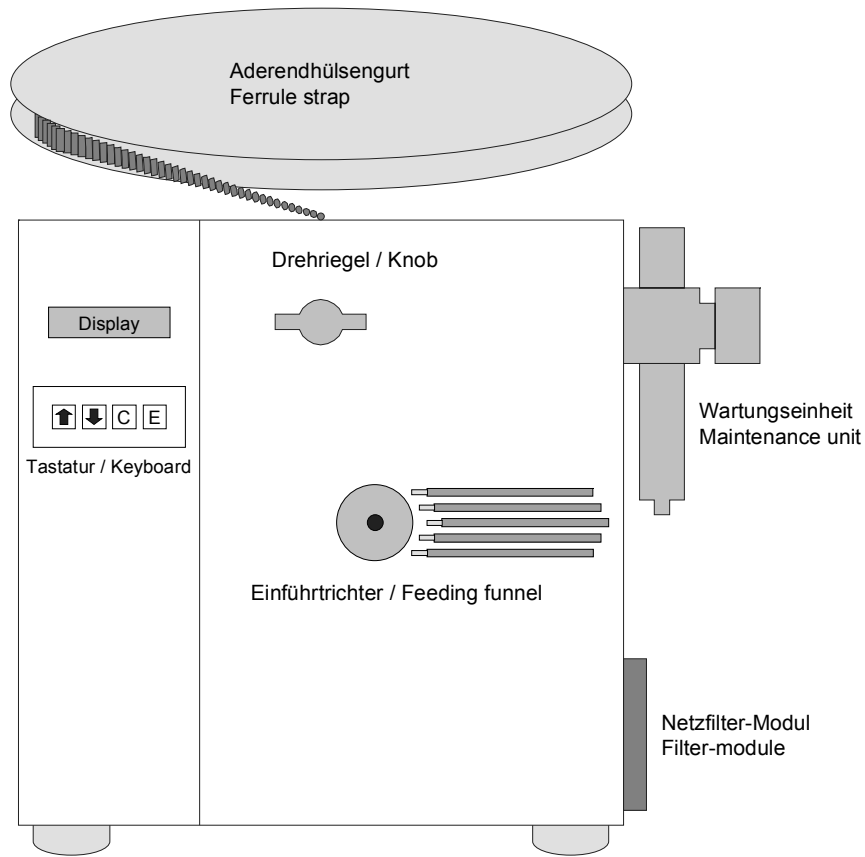 Aderendhülsengurt
Ferrule strap
Drehriegel / Knob
Display
C E
Tastatur / Keyboard
Wartungseinheit
Maintenance unit
Einführtrichter / Feeding funnel
Netzfilter-Modul
Filter-module